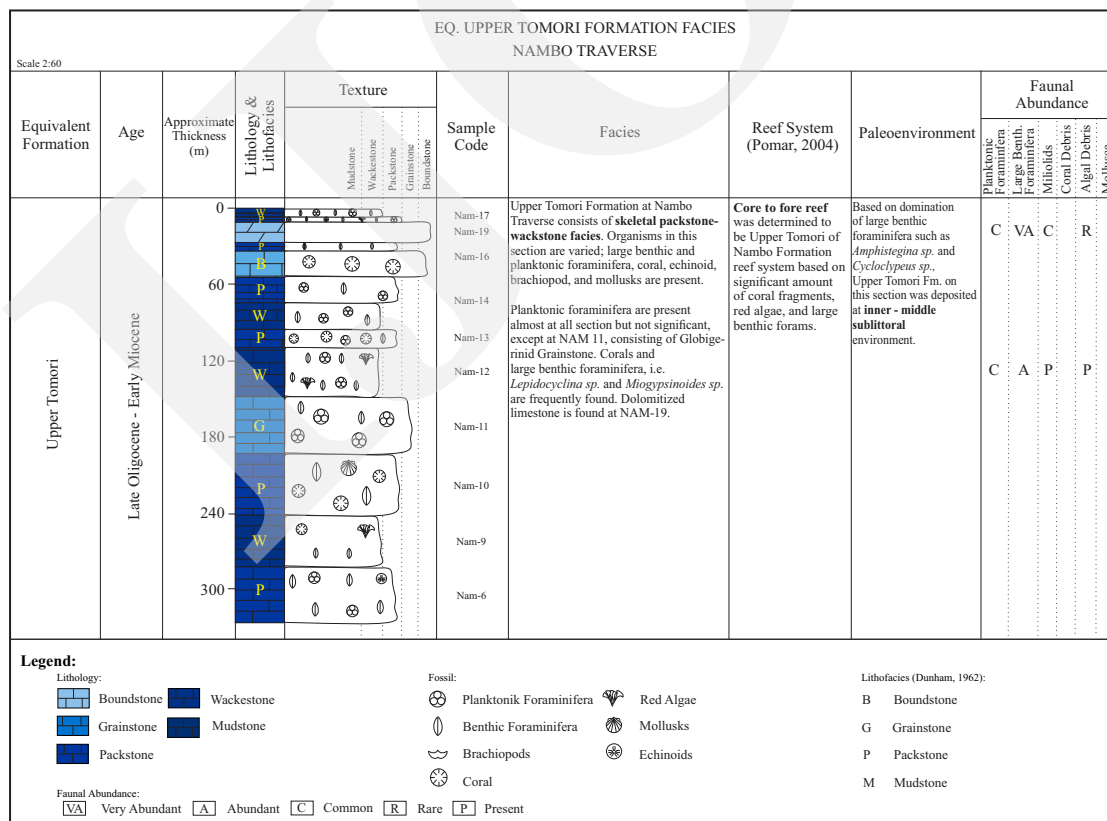 EQ. UPPER TOMORI FORMATION FACIES
NAMBO TRAVERSE
Scale 2:60
Equivalent
Formation
Age
Approximate
Thickness
(m)
Lithology &
Lithofacies
Texture
Mudstone
Wackestone
Packstone
Grainstone
Boundstone
Sample
Code
Facies
Reef System
(Pomar, 2004)
Paleoenvironment
Faunal
Abundance
Planktonic
Foraminfera
Large Benth.
Foraminifera
Miliolids
Coral Debris
Algal Debris
Upper Tomori
Late Oligocene - Early Miocene
0
60
120
180
240
300
W
P
P
B
P
W
P
W
G
P
W
P
Nam-17
Nam-19
Nam-16
Nam-14
Nam-13
Nam-12
Nam-11
Nam-10
Nam-9
Nam-6
Upper Tomori Formation at Nambo
Traverse consists of skeletal packstone-
wackstone facies. Organisms in this
section are varied; large benthic and
planktonic foraminifera, coral, echinoid,
brachiopod, and mollusks are present.
Planktonic foraminifera are present
almost at all section but not significant,
except at NAM 11, consisting of Globige-
rinid Grainstone. Corals and
large benthic foraminifera, i.e.
Lepidocyclina sp. and Miogypsinoides sp.
are frequently found. Dolomitized
limestone is found at NAM-19.
Core to fore reef
was determined to
be Upper Tomori of
Nambo Formation
reef system based on
significant amount
of coral fragments,
red algae, and large
benthic forams.
Based on domination
of large benthic
foraminifera such as
Amphistegina sp. and
Cycloclypeus sp.,
Upper Tomori Fm. on
this section was deposited
at inner - middle
sublittoral
environment.
C VA C R
C A P P
Legend:
Lithology:
Boundstone
Grainstone
Packstone
Wackestone
Mudstone
Fossil:
Planktonik Foraminifera
Benthic Foraminifera
Brachiopods
Coral
Red Algae
Mollusks
Echinoids
Lithofacies (Dunham, 1962):
B Boundstone
G Grainstone
P Packstone
M Mudstone
Faunal Abundance:
VA Very Abundant A Abundant C Common R Rare P Present